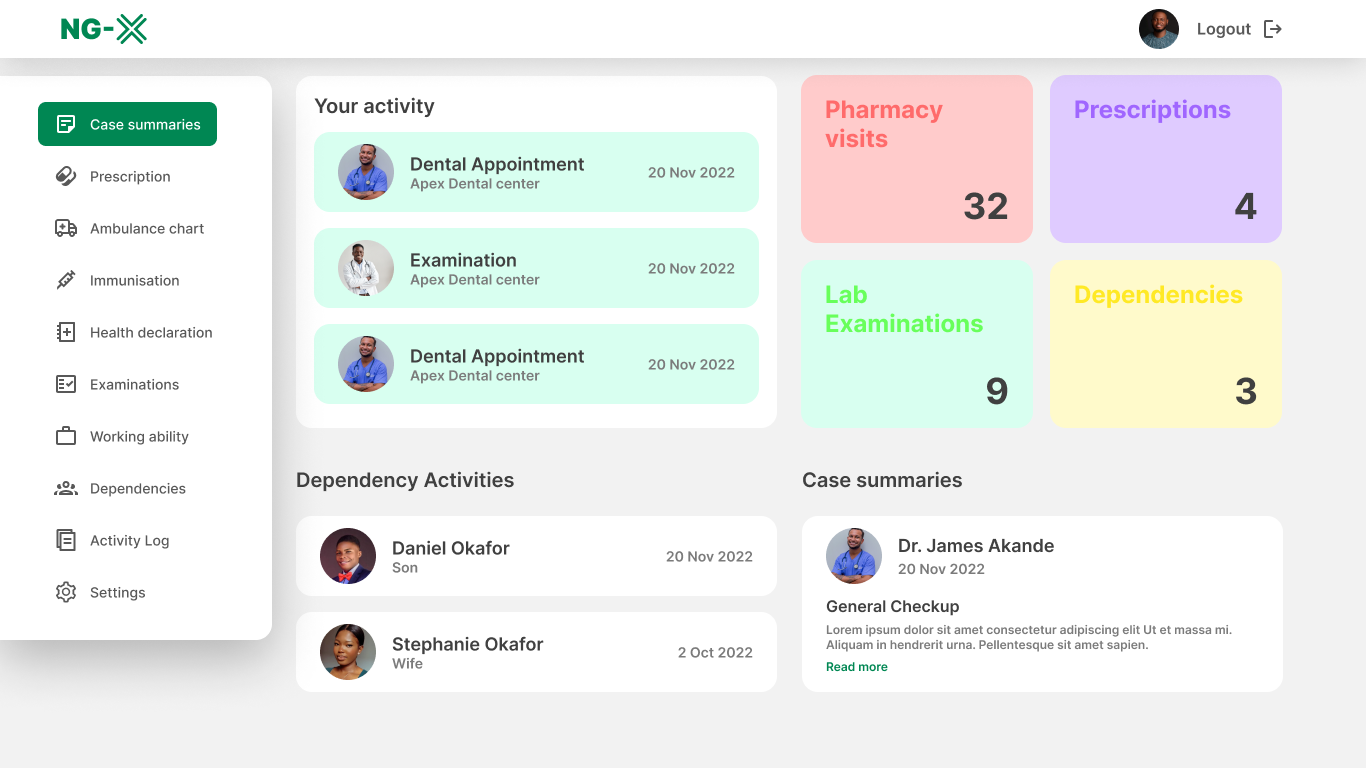 NG-X
Logout
Case summaries
Prescription
Ambulance chart
Immunisation
Health declaration
Examinations
Working ability
Dependencies
Activity Log
Settings
Your activity
Dental Appointment
Apex Dental center
20 Nov 2022
Examination
Apex Dental center
20 Nov 2022
Dental Appointment
Apex Dental center
20 Nov 2022
Pharmacy
visits
32
Prescriptions
4
Lab
Examinations
9
Dependencies
3
Dependency Activities
Daniel Okafor
Son
20 Nov 2022
Stephanie Okafor
Wife
2 Oct 2022
Case summaries
Dr. James Akande
20 Nov 2022
General Checkup
Lorem ipsum dolor sit amet consectetur adipiscing elit Ut et massa mi.
Aliquam in hendrerit urna. Pellentesque sit amet sapien.
Read more